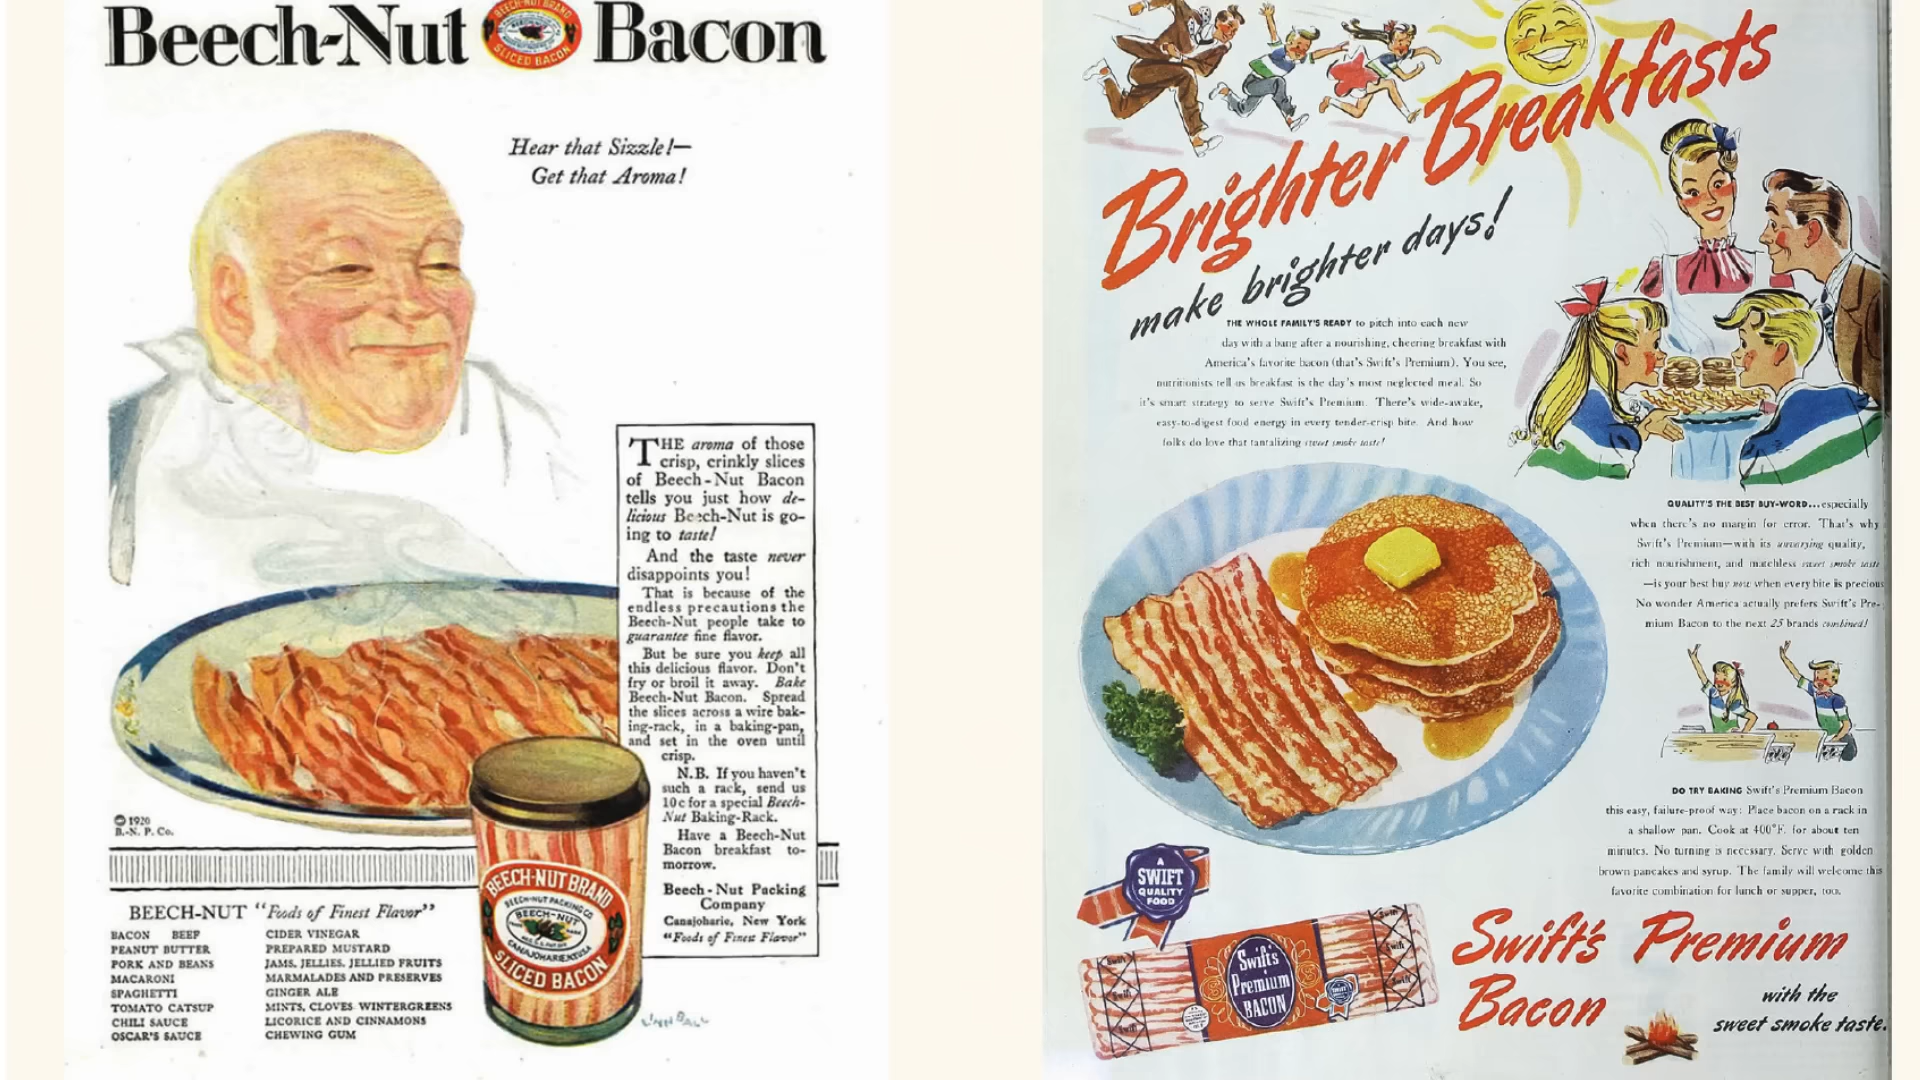 Beech-Nut Bacon
BEECH-NUT BRAND
SLICED BACON
Hear that Sizzle!—
Get that Aroma!
THE aroma of those
crisp, crinkly slices
of Beech-Nut Bacon
tells you just how de-
licious Beech-Nut is go-
ing to taste!
And the taste never
disappoints you!
That is because of the
endless precautions the
Beech-Nut people take to
guarantee fine flavor.
But be sure you keep all
this delicious flavor. Don't
fry or broil it away. Bake
Beech-Nut Bacon. Spread
the slices across a wire bak-
ing-rack, in a baking-pan,
and set in the oven until
crisp.
N.B. If you haven't
such a rack, send us
10c for a special Beech-
Nut Baking-Rack.
Have a Beech-Nut
Bacon breakfast to-
morrow.
Beech-Nut Packing
Company
Canajoharie, New York
"Foods of Finest Flavor"
© 1920
B.-N. P. Co.
BEECH-NUT BRAND
BEECH-NUT PACKING CO
BEECH-NUT
CANAJOHARIE, N.Y. U.S.A.
SLICED BACON
BEECH-NUT "Foods of Finest Flavor"
BACON BEEF
PEANUT BUTTER
PORK AND BEANS
MACARONI
SPAGHETTI
TOMATO CATSUP
CHILI SAUCE
OSCAR'S SAUCE
CIDER VINEGAR
PREPARED MUSTARD
JAMS, JELLIES, JELLIED FRUITS
MARMALADES AND PRESERVES
GINGER ALE
MINTS, CLOVES, WINTERGREENS
LICORICE AND CINNAMONS
CHEWING GUM
Brighter Breakfasts
make brighter days!
THE WHOLE FAMILY'S READY to pitch into each new
day with a bang after a nourishing, cheering breakfast with
America's favorite bacon (that's Swift's Premium). You see,
nutritionists tell us breakfast is the day's most neglected meal. So
it's smart strategy to serve Swift's Premium. There's wide-awake,
easy-to-digest food energy in every tender-crisp bite. And how
folks do love that tantalizing sweet smoke taste!
QUALITY'S THE BEST BUY-WORD...especially
when there's no margin for error. That's why
Swift's Premium—with its unvarying quality,
rich nourishment, and matchless sweet smoke taste
—is your best buy now when every bite is precious
No wonder America actually prefers Swift's Pre-
mium Bacon to the next 25 brands combined!
DO TRY BAKING Swift's Premium Bacon
this easy, failure-proof way: Place bacon on a rack in
a shallow pan. Cook at 400°F. for about ten
minutes. No turning is necessary. Serve with golden
brown pancakes and syrup. The family will welcome this
favorite combination for lunch or supper, too.
A
SWIFT
QUALITY
FOOD
Swift's
Premium
BACON
Swift's Premium
Bacon
with the
sweet smoke taste.